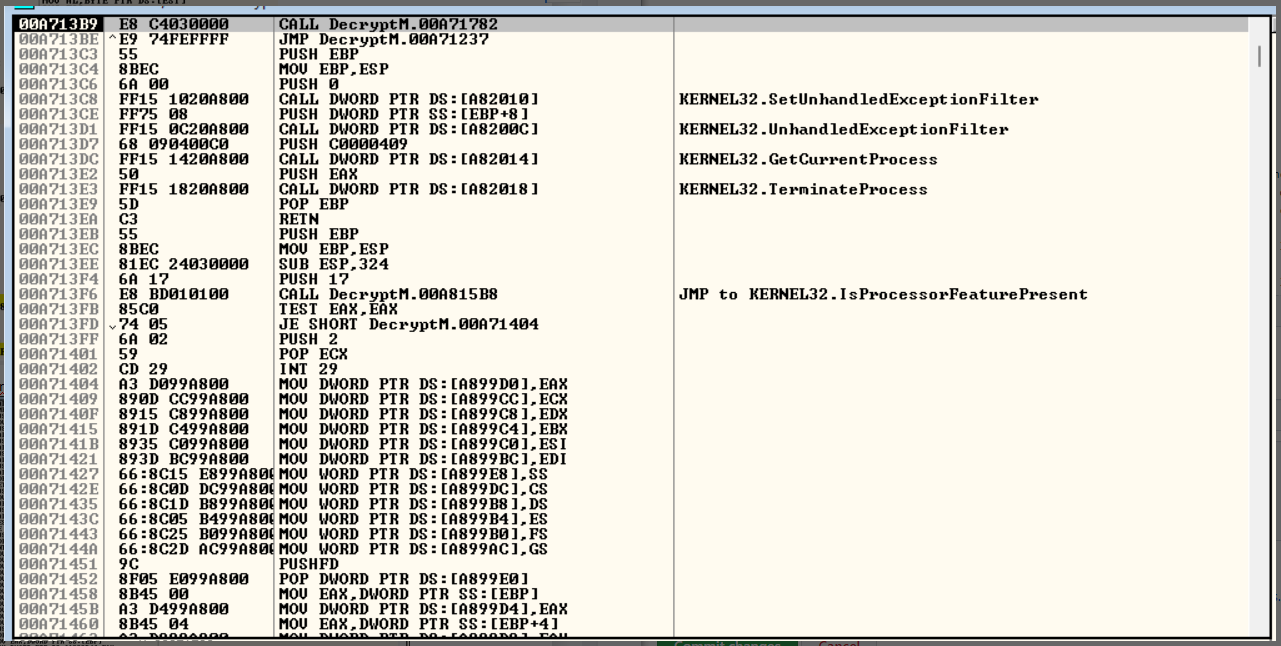 MOV WL,BYTE PTR DS:[ESI]
00A713B9 E8 C4030000 CALL DecryptM.00A71782
00A713BE ^E9 74FEFFFF JMP DecryptM.00A71237
00A713C3 55 PUSH EBP
00A713C4 8BEC MOV EBP,ESP
00A713C6 6A 00 PUSH 0
00A713C8 FF15 1020A800 CALL DWORD PTR DS:[A82010] KERNEL32.SetUnhandledExceptionFilter
00A713CE FF75 08 PUSH DWORD PTR SS:[EBP+8]
00A713D1 FF15 0C20A800 CALL DWORD PTR DS:[A8200C] KERNEL32.UnhandledExceptionFilter
00A713D7 68 090400C0 PUSH C0000409
00A713DC FF15 1420A800 CALL DWORD PTR DS:[A82014] KERNEL32.GetCurrentProcess
00A713E2 50 PUSH EAX
00A713E3 FF15 1820A800 CALL DWORD PTR DS:[A82018] KERNEL32.TerminateProcess
00A713E9 5D POP EBP
00A713EA C3 RETN
00A713EB 55 PUSH EBP
00A713EC 8BEC MOV EBP,ESP
00A713EE 81EC 24030000 SUB ESP,324
00A713F4 6A 17 PUSH 17
00A713F6 E8 BD010100 CALL DecryptM.00A815B8 JMP to KERNEL32.IsProcessorFeaturePresent
00A713FB 85C0 TEST EAX,EAX
00A713FD ⌄74 05 JE SHORT DecryptM.00A71404
00A713FF 6A 02 PUSH 2
00A71401 59 POP ECX
00A71402 CD 29 INT 29
00A71404 A3 D099A800 MOV DWORD PTR DS:[A899D0],EAX
00A71409 890D CC99A800 MOV DWORD PTR DS:[A899CC],ECX
00A7140F 8915 C899A800 MOV DWORD PTR DS:[A899C8],EDX
00A71415 891D C499A800 MOV DWORD PTR DS:[A899C4],EBX
00A7141B 8935 C099A800 MOV DWORD PTR DS:[A899C0],ESI
00A71421 893D BC99A800 MOV DWORD PTR DS:[A899BC],EDI
00A71427 66:8C15 E899A800 MOV WORD PTR DS:[A899E8],SS
00A7142E 66:8C0D DC99A800 MOV WORD PTR DS:[A899DC],CS
00A71435 66:8C1D B899A800 MOV WORD PTR DS:[A899B8],DS
00A7143C 66:8C05 B499A800 MOV WORD PTR DS:[A899B4],ES
00A71443 66:8C25 B099A800 MOV WORD PTR DS:[A899B0],FS
00A7144A 66:8C2D AC99A800 MOV WORD PTR DS:[A899AC],GS
00A71451 9C PUSHFD
00A71452 8F05 E099A800 POP DWORD PTR DS:[A899E0]
00A71458 8B45 00 MOV EAX,DWORD PTR SS:[EBP]
00A7145B A3 D499A800 MOV DWORD PTR DS:[A899D4],EAX
00A71460 8B45 04 MOV EAX,DWORD PTR SS:[EBP+4]
Cancel